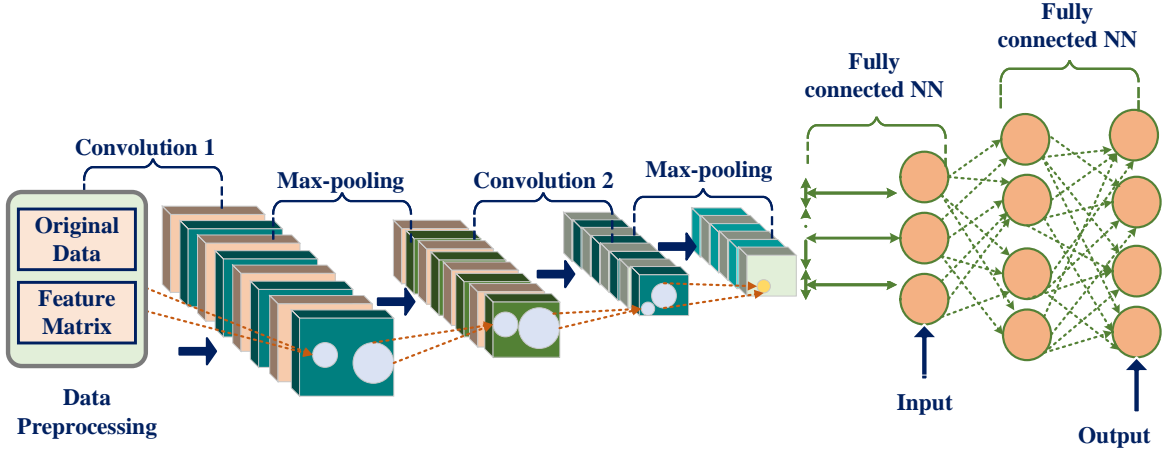 Fully
connected NN
Fully
connected NN
Convolution 1
Max-pooling
Convolution 2
Max-pooling
Original
Data
Feature
Matrix
Data
Preprocessing
Input
Output